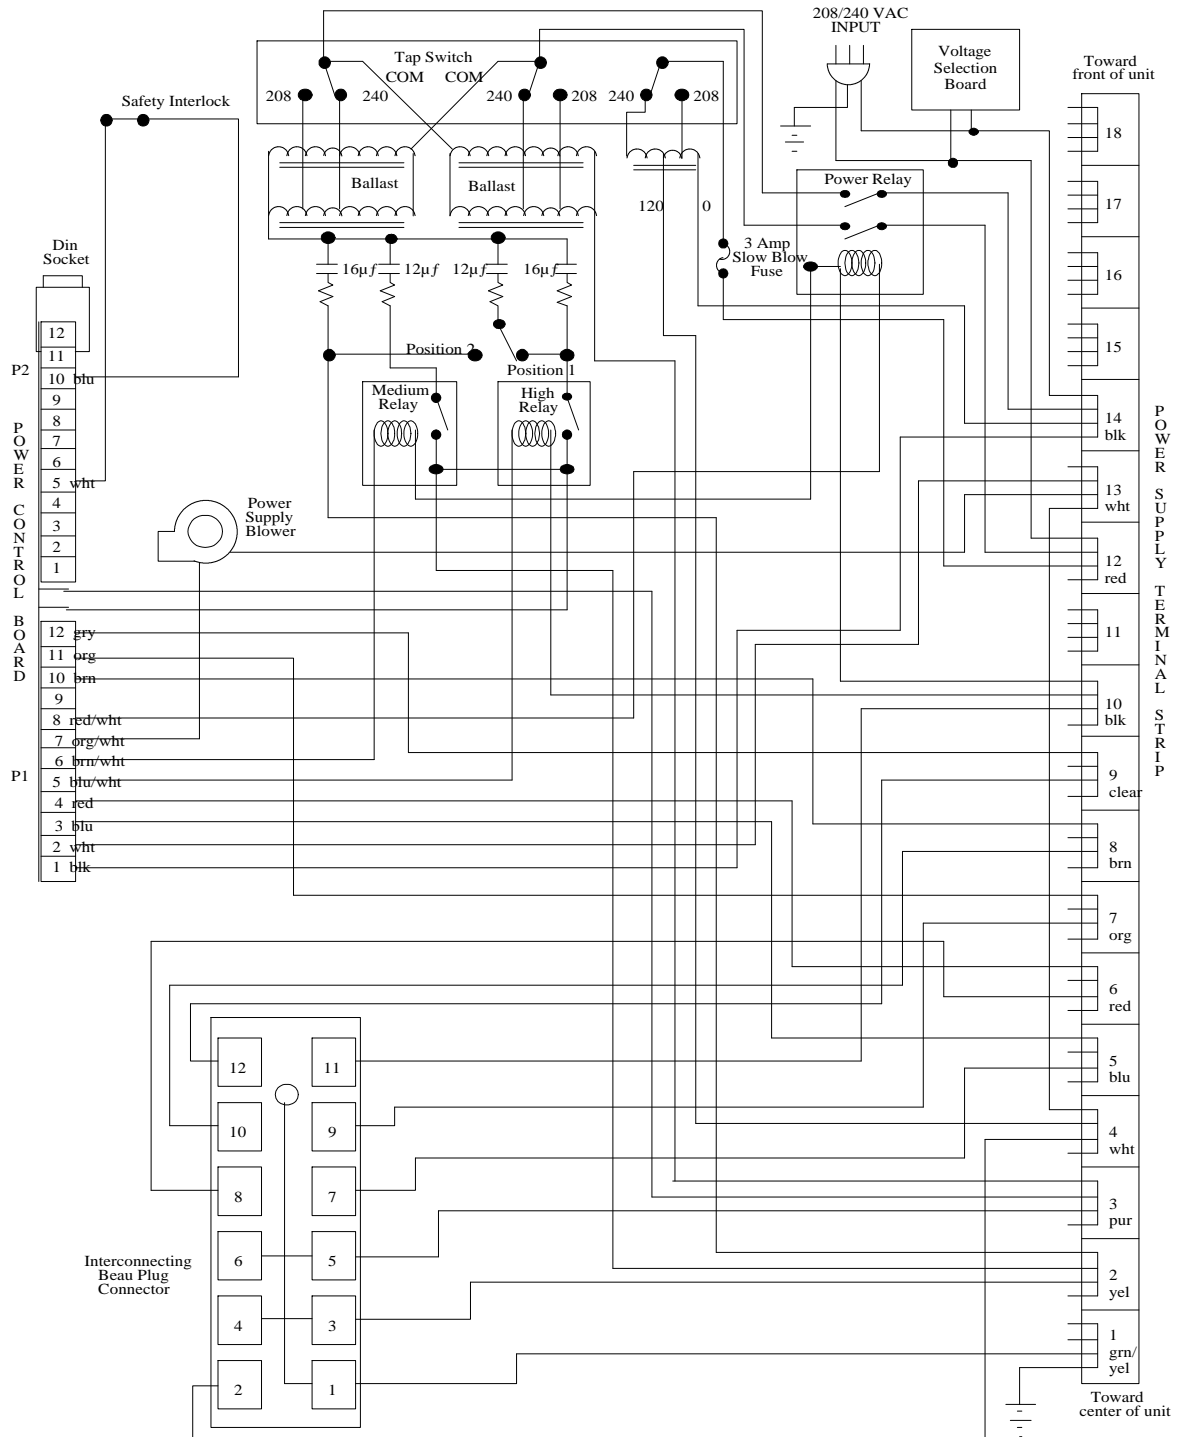 208/240 VAC
INPUT
Voltage
Selection
Board
Toward
front of unit
Tap Switch
COM COM
208 240 240 208 240 208
Safety Interlock
Ballast Ballast
120 0
Power Relay
3 Amp
Slow Blow
Fuse
16µf 12µf 12µf 16µf
Position 2
Position 1
Medium
Relay
High
Relay
Din
Socket
P2
12
11
10 blu
9
8
7
6
5 wht
4
3
2
1
Power
Supply
Blower
POWER CONTROL BOARD
12 gry
11 org
10 brn
9
8 red/wht
7 org/wht
6 brn/wht
P1
5 blu/wht
4 red
3 blu
2 wht
1 blk
18
17
16
15
14
blk
13
wht
12
red
11
10
blk
9
clear
8
brn
7
org
6
red
5
blu
4
wht
3
pur
2
yel
1
grn/
yel
POWER SUPPLY TERMINAL STRIP
Toward
center of unit
12 11
10 9
8 7
6 5
4 3
2 1
Interconnecting
Beau Plug
Connector